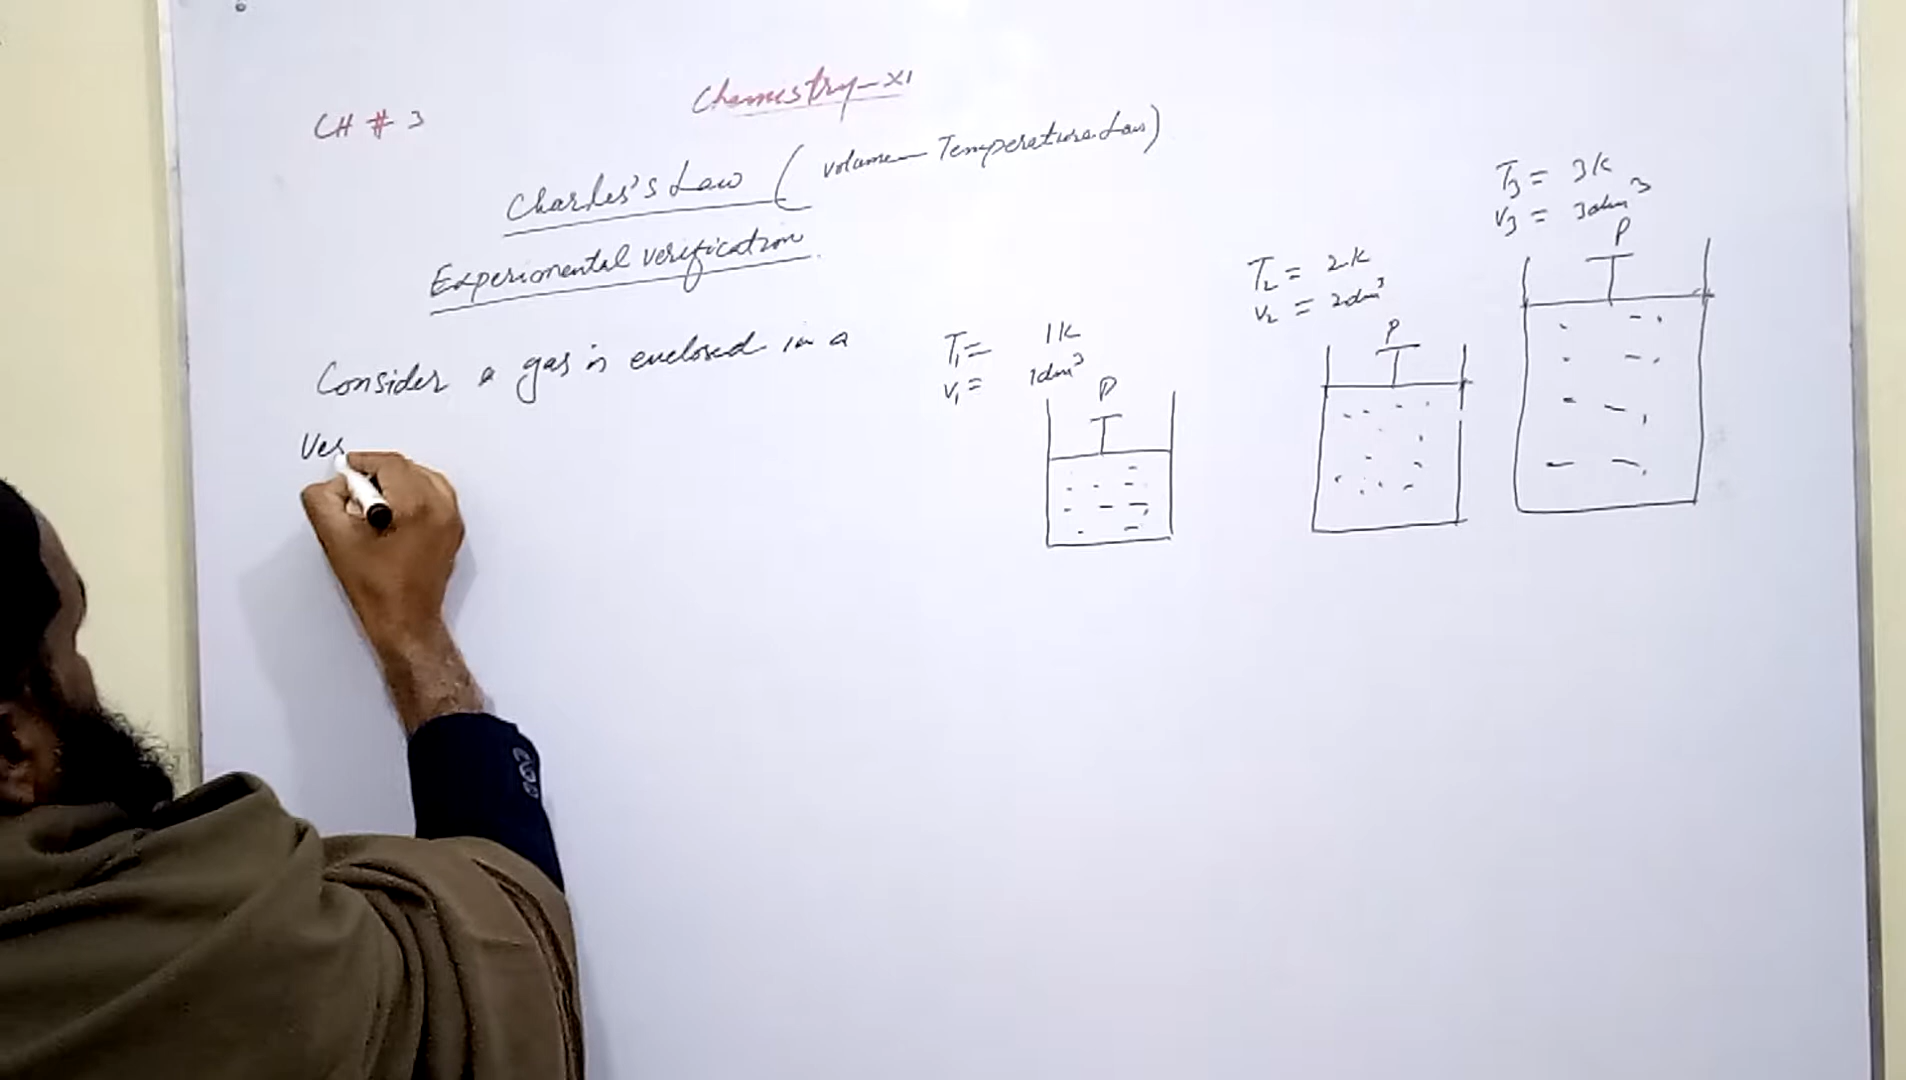 Chemistry-XI
CH # 3
Charles's Law (volume Temperature Law)
Experimental verification
Consider a gas is enclosed in a
Ves
T₁ = 1k
V₁ = 1dm³
P
T₂ = 2k
V₂ = 2dm³
P
T₃ = 3k
V₃ = 3dm³
P